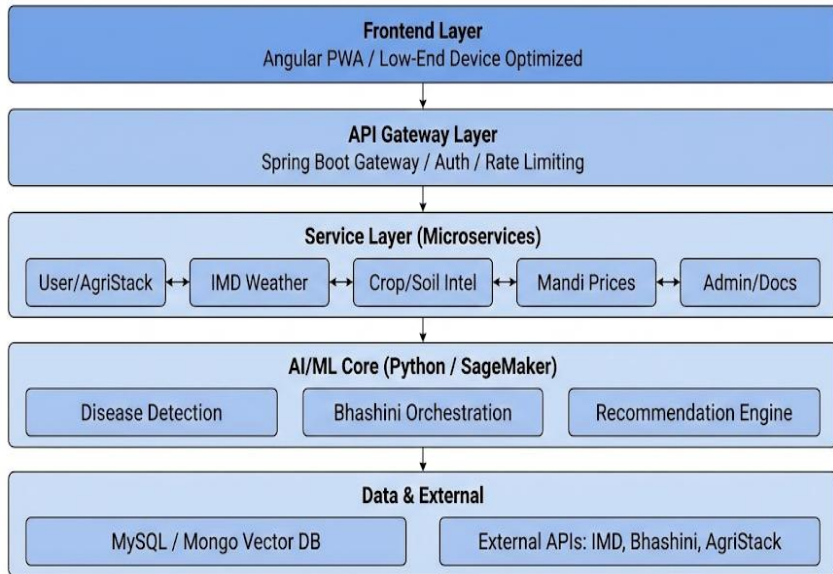 Frontend Layer
Angular PWA / Low-End Device Optimized
API Gateway Layer
Spring Boot Gateway / Auth / Rate Limiting
Service Layer (Microservices)
User/AgriStack
IMD Weather
Crop/Soil Intel
Mandi Prices
Admin/Docs
AI/ML Core (Python / SageMaker)
Disease Detection
Bhashini Orchestration
Recommendation Engine
Data & External
MySQL / Mongo Vector DB
External APIs: IMD, Bhashini, AgriStack